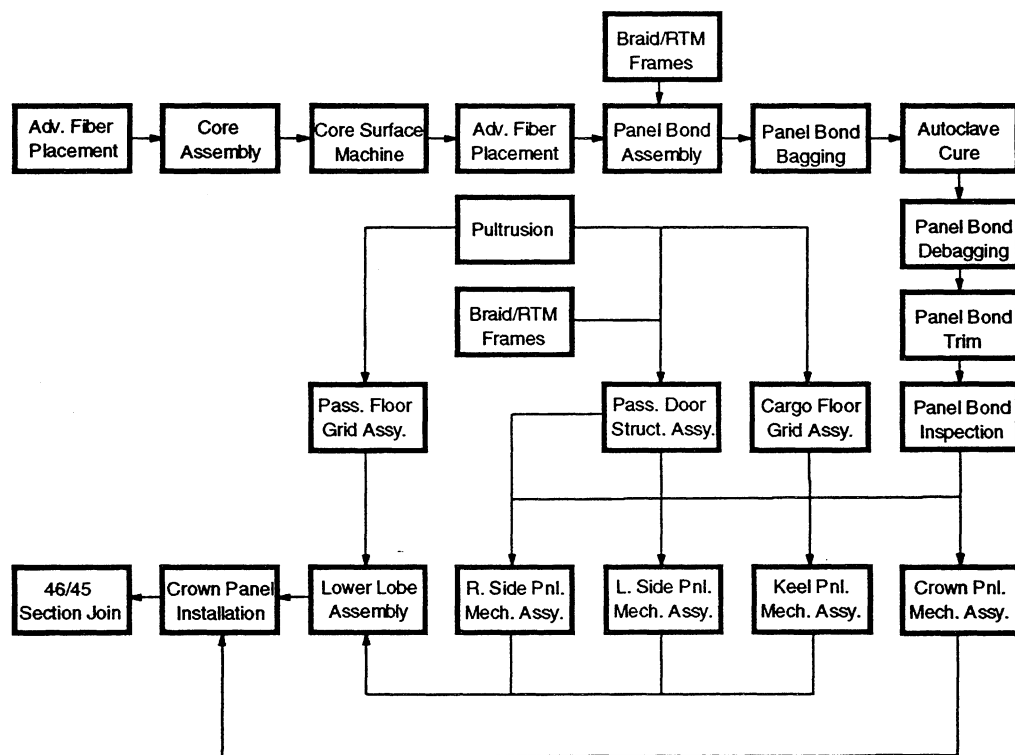 Braid/RTM
Frames
Adv. Fiber
Placement
Core
Assembly
Core Surface
Machine
Adv. Fiber
Placement
Panel Bond
Assembly
Panel Bond
Bagging
Autoclave
Cure
Pultrusion
Panel Bond
Debagging
Braid/RTM
Frames
Panel Bond
Trim
Pass. Floor
Grid Assy.
Pass. Door
Struct. Assy.
Cargo Floor
Grid Assy.
Panel Bond
Inspection
46/45
Section Join
Crown Panel
Installation
Lower Lobe
Assembly
R. Side Pnl.
Mech. Assy.
L. Side Pnl.
Mech. Assy.
Keel Pnl.
Mech. Assy.
Crown Pnl.
Mech. Assy.